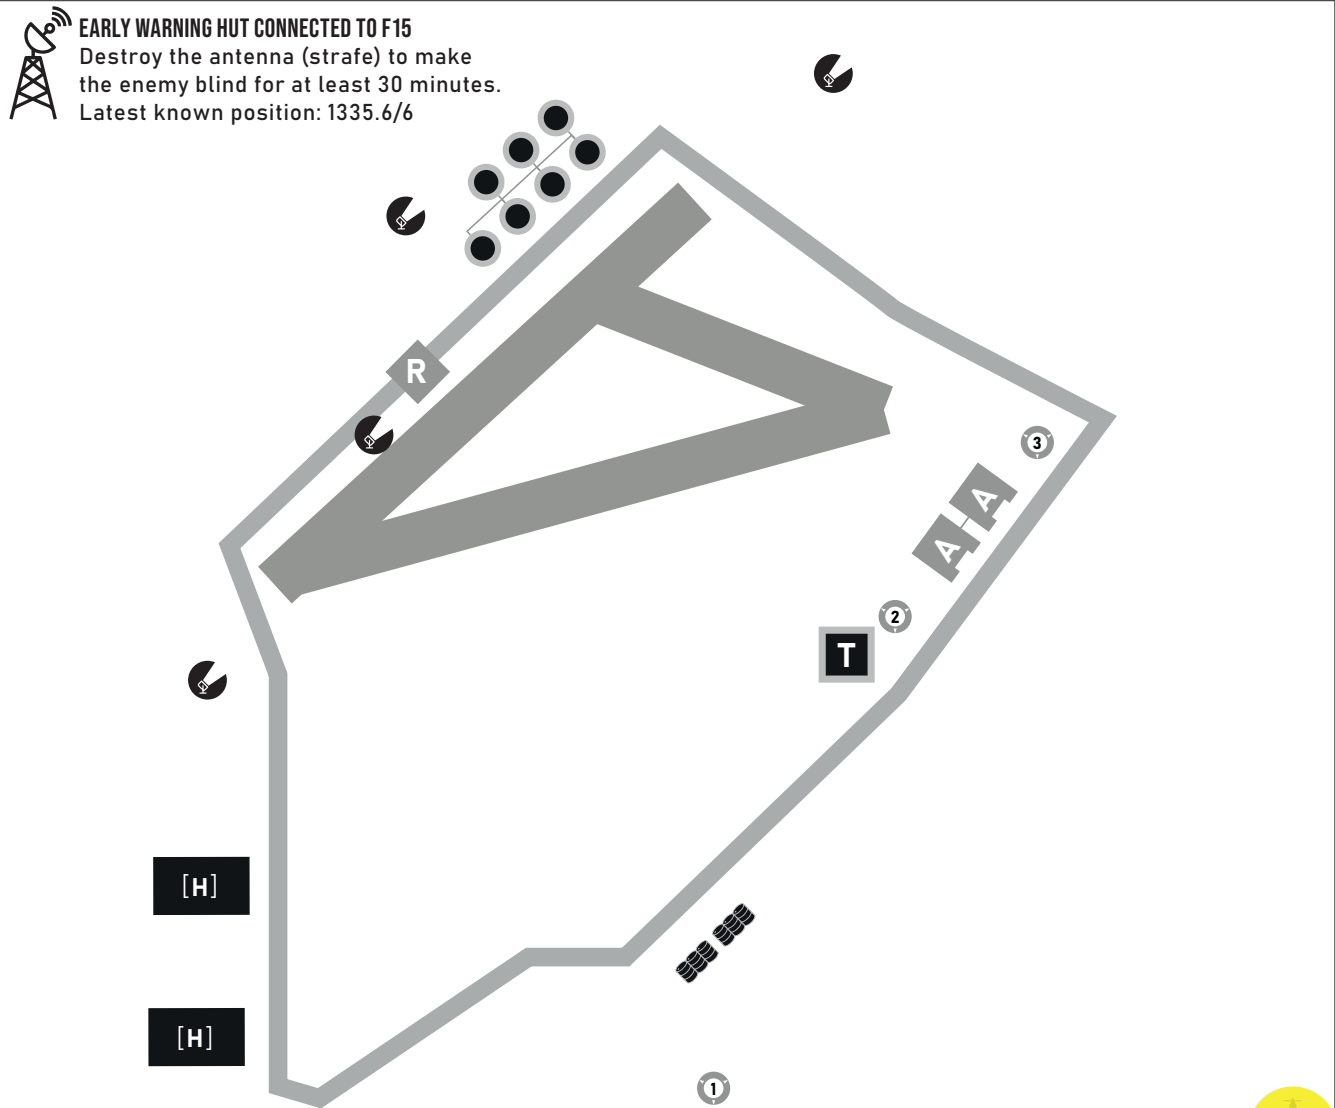 EARLY WARNING HUT CONNECTED TO F15
Destroy the antenna (strafe) to make
the enemy blind for at least 30 minutes.
Latest known position: 1335.6/6
R
3
A
A
2
T
[H]
[H]
1